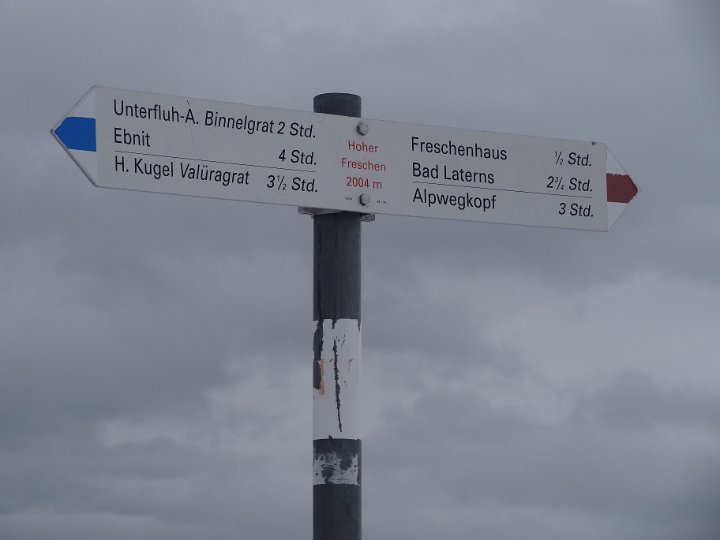 Unterfluh-A. Binnelgrat 2 Std.
Ebnit 4 Std.
H. Kugel Valüragrat 3½ Std.
Hoher
Freschen
2004 m
Freschenhaus ½ Std.
Bad Laterns 2¾ Std.
Alpwegkopf 3 Std.